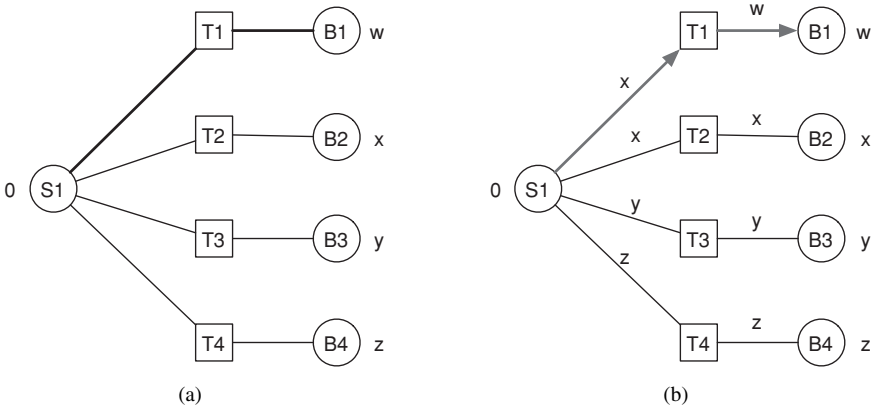 T1 B1 w
T2 B2 x
0 S1
T3 B3 y
T4 B4 z
(a)
w
T1 B1 w
x
x
x
T2 B2 x
0 S1
y
y
T3 B3 y
z
z
T4 B4 z
(b)